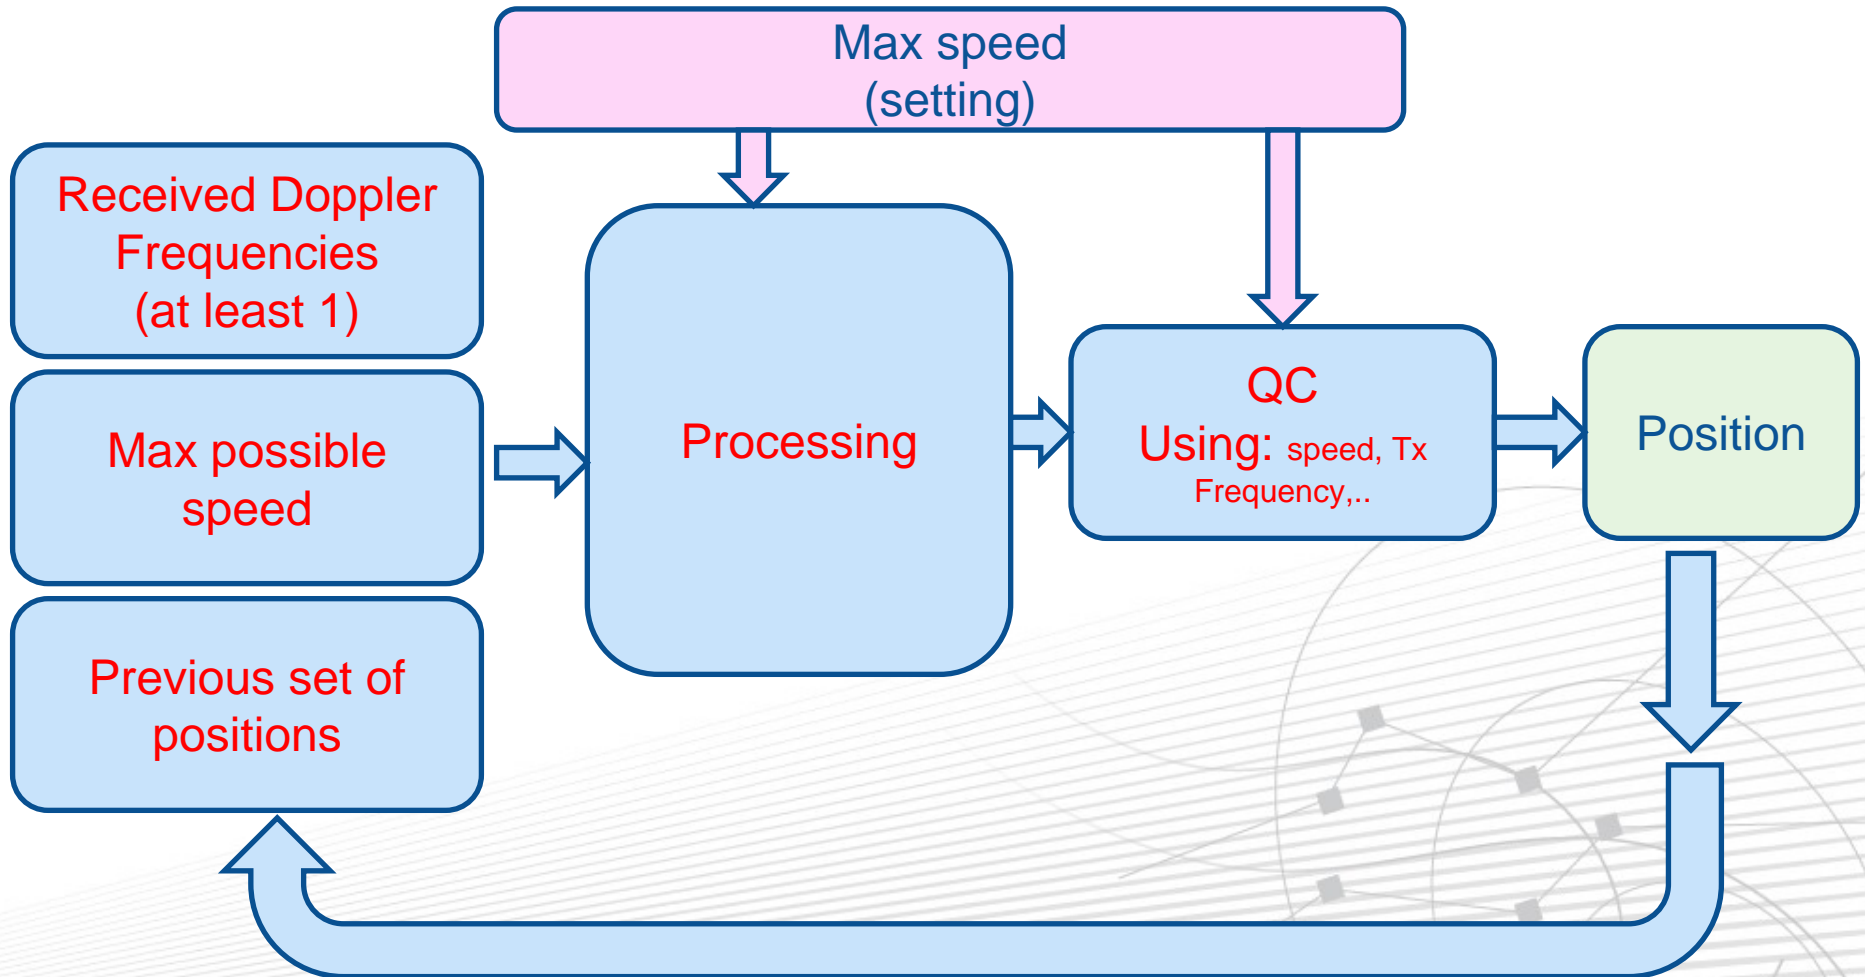 Max speed
(setting)
Received Doppler
Frequencies
(at least 1)
Max possible
speed
Previous set of
positions
Processing
QC
Using: speed, Tx
Frequency,..
Position